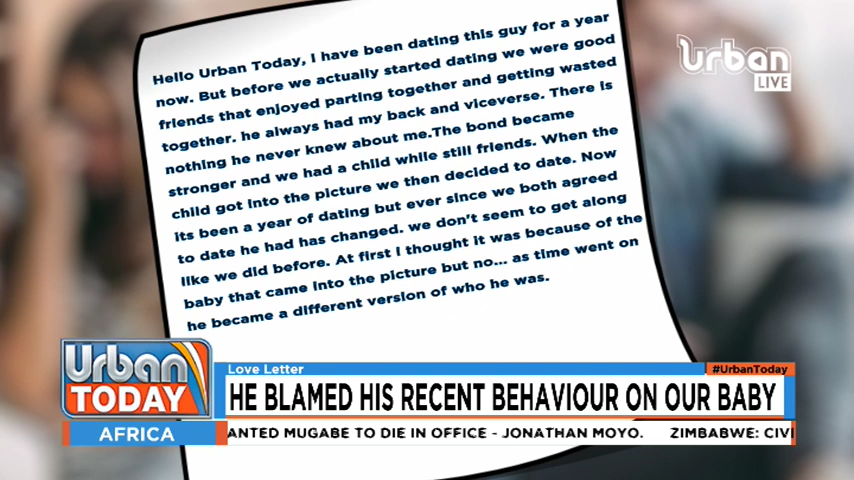 Urban
LIVE
Hello Urban Today, I have been dating this guy for a year
now. But before we actually started dating we were good
friends that enjoyed parting together and getting wasted
together. he always had my back and viceverse. There is
nothing he never knew about me.The bond became
stronger and we had a child while still friends. When the
child got into the picture we then decided to date. Now
its been a year of dating but ever since we both agreed
to date he had has changed. we don't seem to get along
like we did before. At first I thought it was because of the
baby that came into the picture but no... as time went on
he became a different version of who he was.
Urban
TODAY
AFRICA
Love Letter
#UrbanToday
HE BLAMED HIS RECENT BEHAVIOUR ON OUR BABY
ANTED MUGABE TO DIE IN OFFICE - JONATHAN MOYO. ZIMBABWE: CIVI